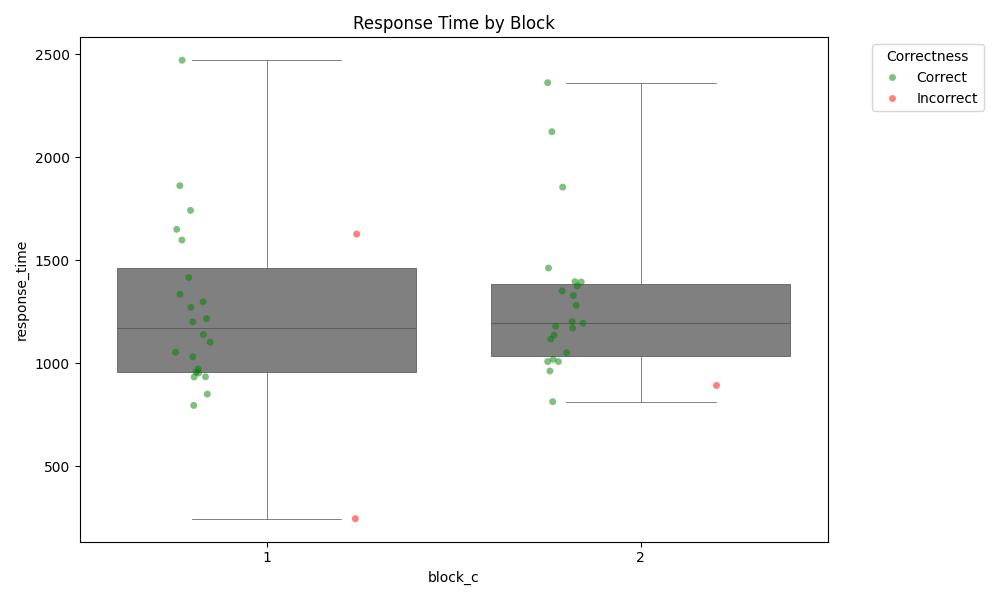 Response Time by Block
Correctness
Correct
Incorrect
response_time
2500
2000
1500
1000
500
1
2
block_c